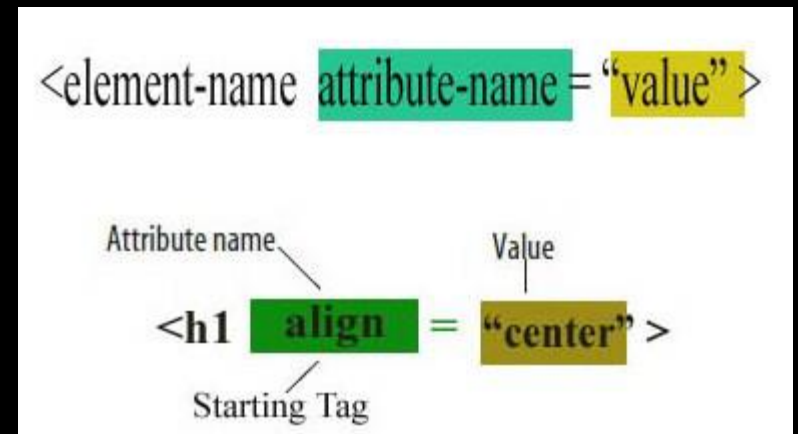 <element-name attribute-name = “value” >
Attribute name Value
<h1 align = “center” >
Starting Tag